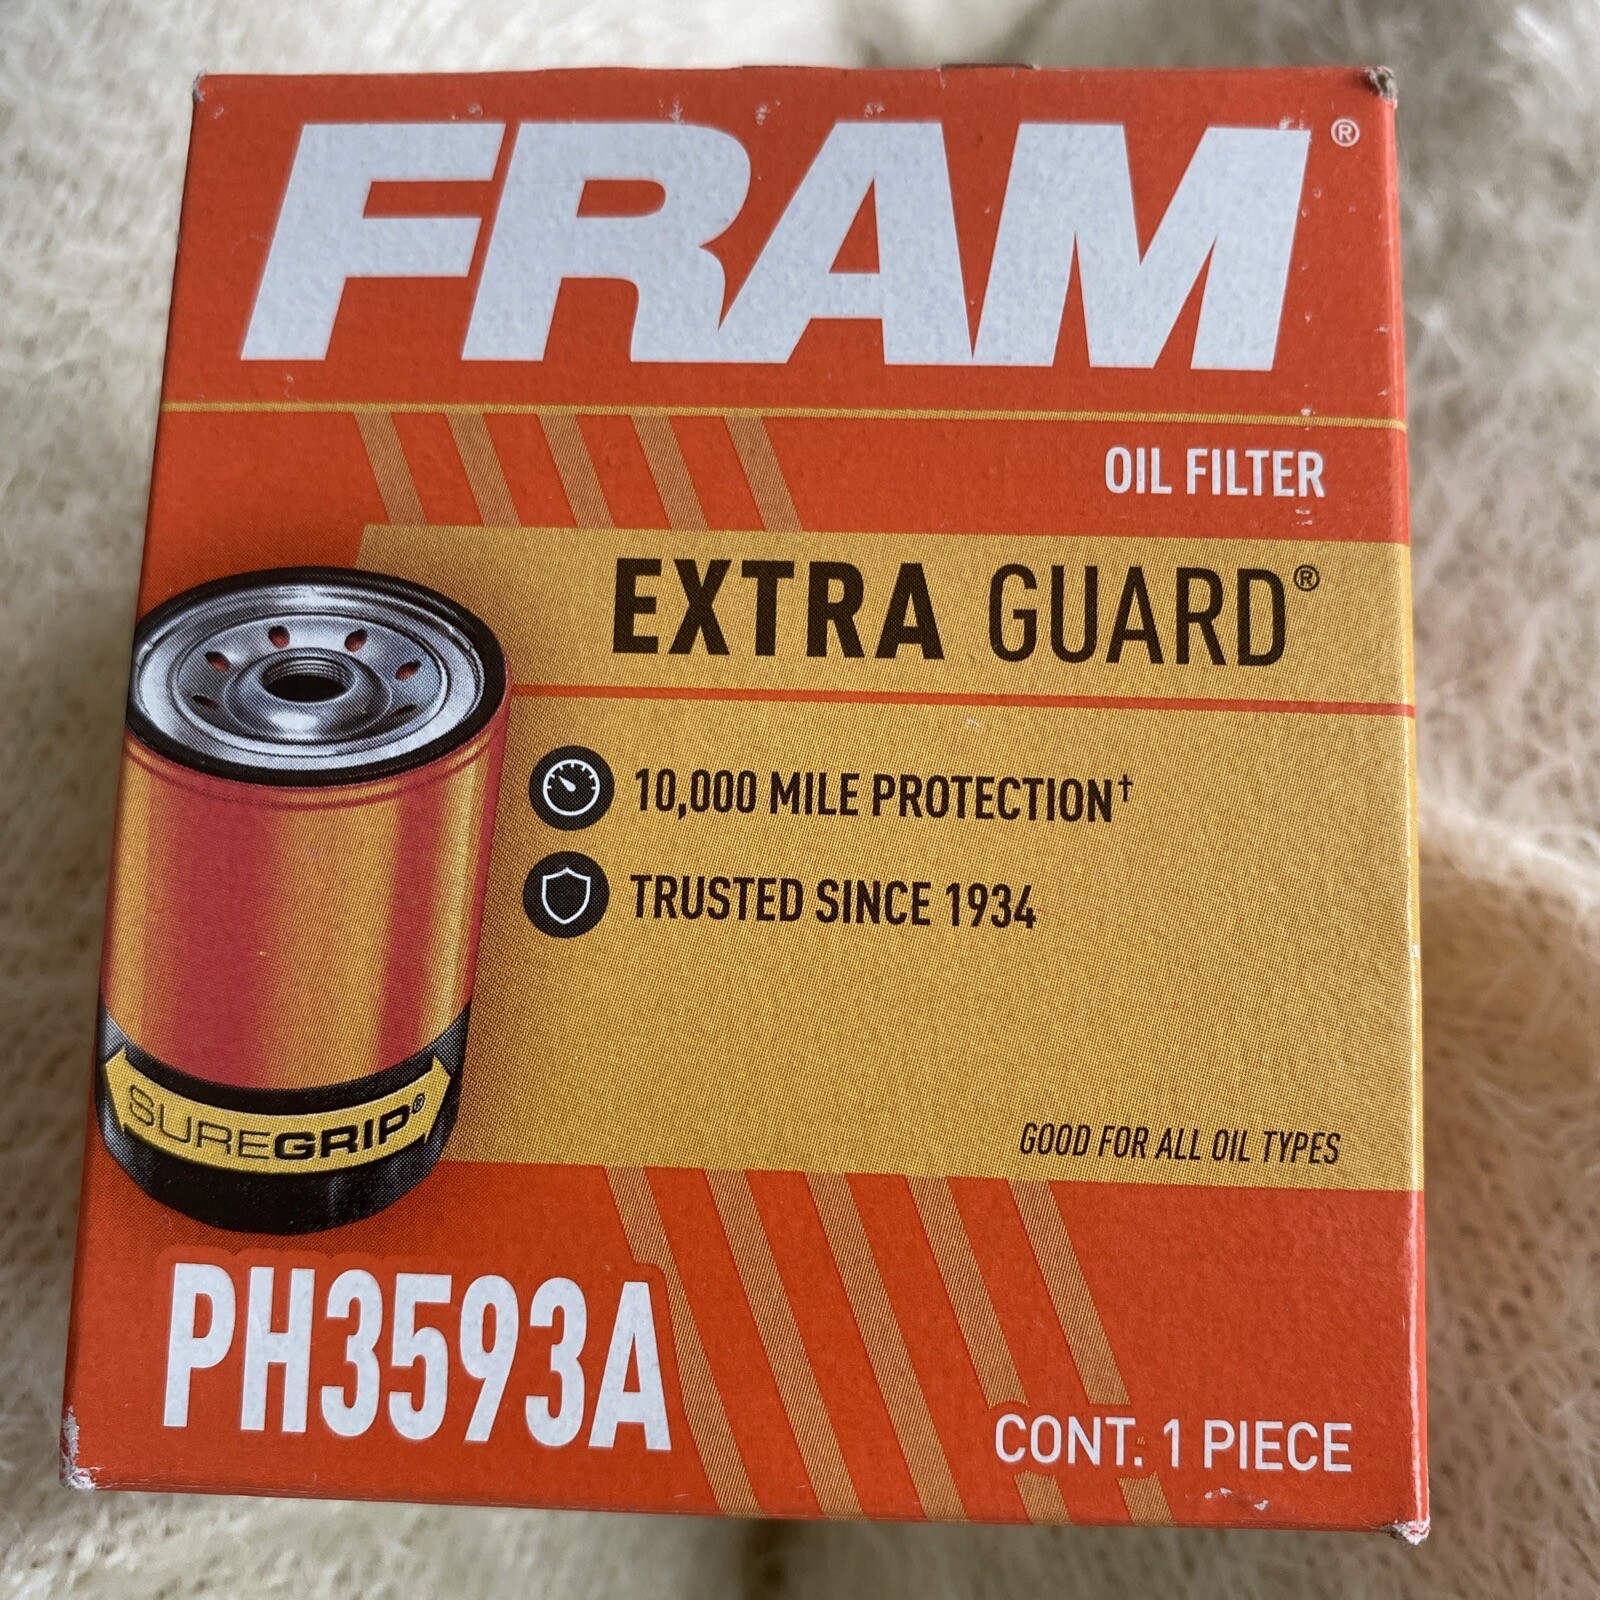 FRAM®
OIL FILTER
EXTRA GUARD®
10,000 MILE PROTECTION†
TRUSTED SINCE 1934
SUREGRIP®
GOOD FOR ALL OIL TYPES
PH3593A
CONT. 1 PIECE